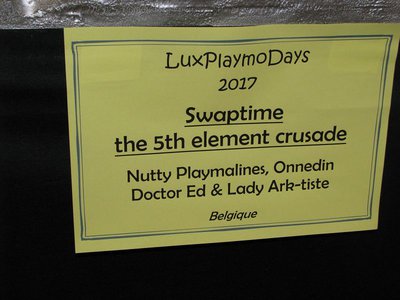 LuxPlaymoDays
2017
Swaptime
the 5th element crusade
Nutty Playmalines, Onnedin
Doctor Ed & Lady Ark-tiste
Belgique